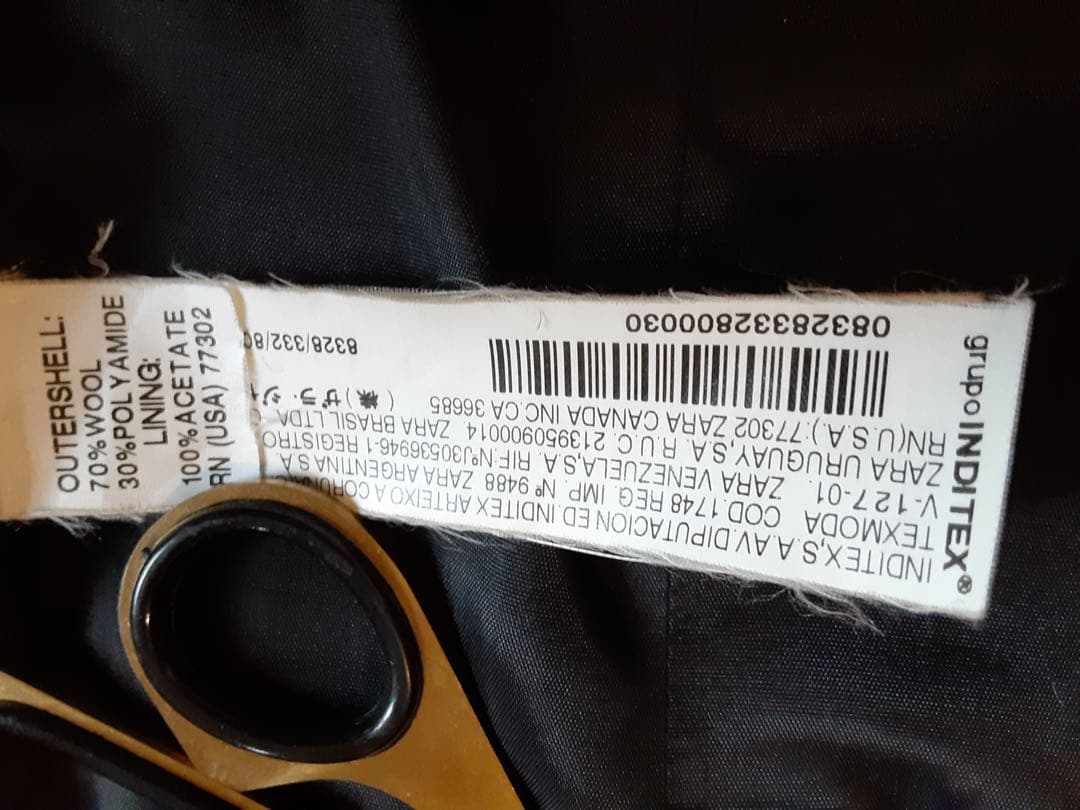 OUTERSHELL:
70%WOOL
30%POLYAMIDE
LINING:
100%ACETATE
RN (USA) 77302
grupo INDITEX®
INDITEX,S.A.AV.DIPUTACION ED.INDITEX ARTEIXO A CORUÑA
TEXMODA COD.1748 REG. IMP. Nº 9488 ZARA ARGENTINA S.A
V-127-01. ZARA VENEZUELA,S.A. RIF.NºJ305366946-1 REGISTRO
ZARA URUGUAY,S.A. R.U.C. 213950900014 ZARA BRASIL LTDA.
RN(U.S.A.):77302 ZARA CANADA INC.CA 36685
08328332800030
8328/332/80